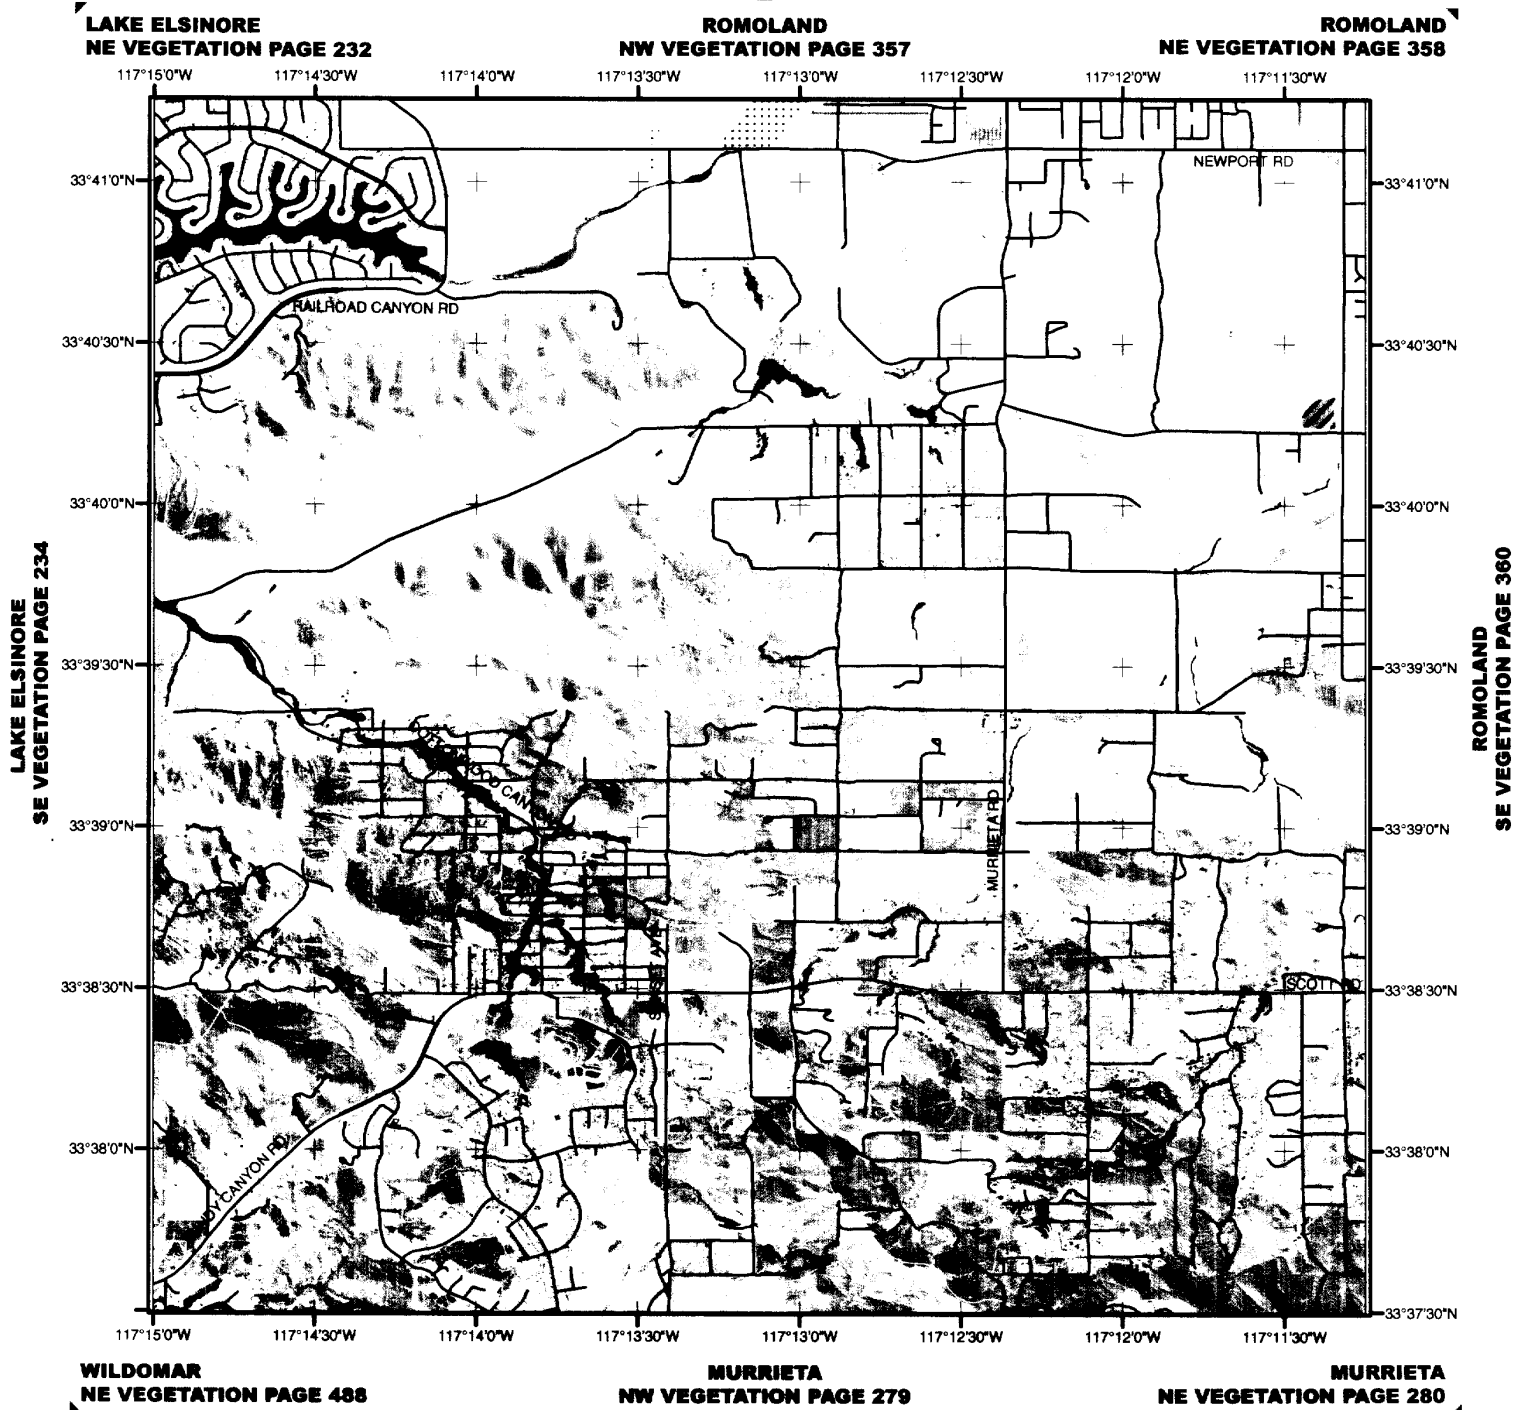 LAKE ELSINORE
NE VEGETATION PAGE 232
ROMOLAND
NW VEGETATION PAGE 357
ROMOLAND
NE VEGETATION PAGE 358
117°15'0"W
117°14'30"W
117°14'0"W
117°13'30"W
117°13'0"W
117°12'30"W
117°12'0"W
117°11'30"W
NEWPORT RD
33°41'0"N
33°41'0"N
RAILROAD CANYON RD
33°40'30"N
33°40'30"N
33°40'0"N
33°40'0"N
LAKE ELSINORE
SE VEGETATION PAGE 234
ROMOLAND
SE VEGETATION PAGE 360
33°39'30"N
33°39'30"N
33°39'0"N
33°39'0"N
MURRIETA RD
33°38'30"N
33°38'30"N
SCOTT RD
33°38'0"N
33°38'0"N
CANYON RD
33°37'30"N
117°15'0"W
117°14'30"W
117°14'0"W
117°13'30"W
117°13'0"W
117°12'30"W
117°12'0"W
117°11'30"W
WILDOMAR
NE VEGETATION PAGE 488
MURRIETA
NW VEGETATION PAGE 279
MURRIETA
NE VEGETATION PAGE 280